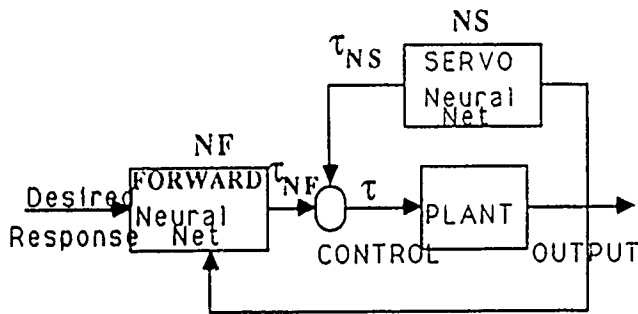 NS
τNS
SERVO
Neural
Net
NF
Desired
Response
FORWARD
Neural
Net
τNF
τ
CONTROL
PLANT
OUTPUT